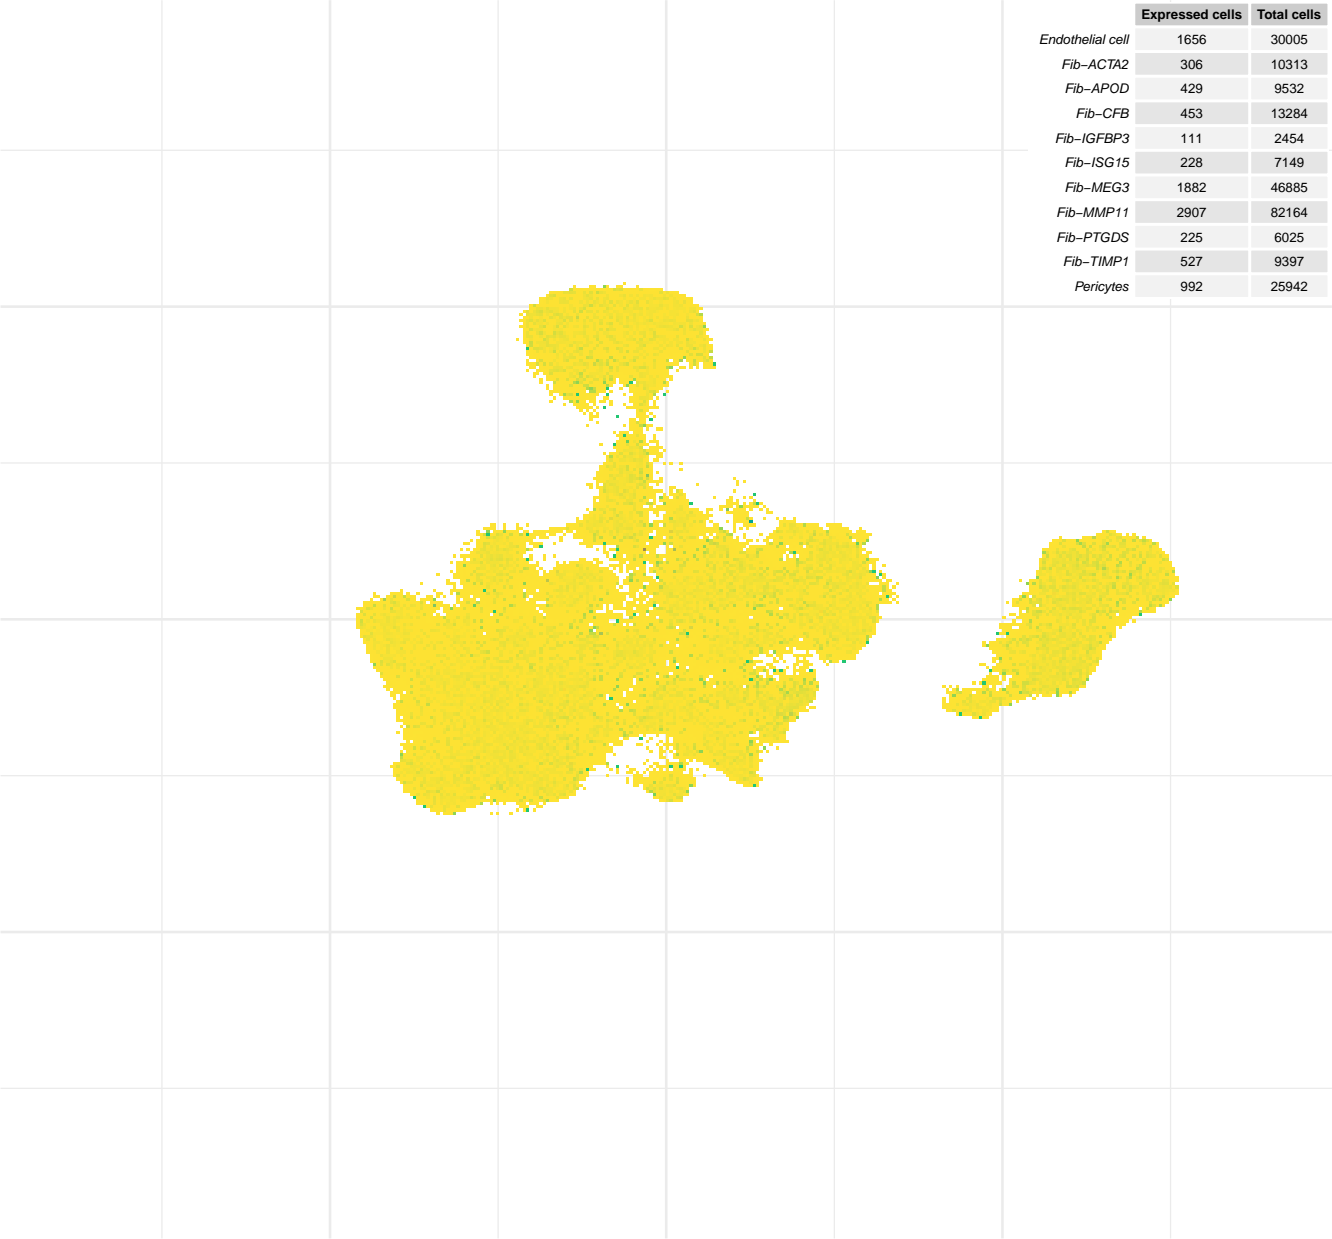 Expressed cells Total cells
Endothelial cell 1656 30005
Fib−ACTA2 306 10313
Fib−APOD 429 9532
Fib−CFB 453 13284
Fib−IGFBP3 111 2454
Fib−ISG15 228 7149
Fib−MEG3 1882 46885
Fib−MMP11 2907 82164
Fib−PTGDS 225 6025
Fib−TIMP1 527 9397
Pericytes 992 25942